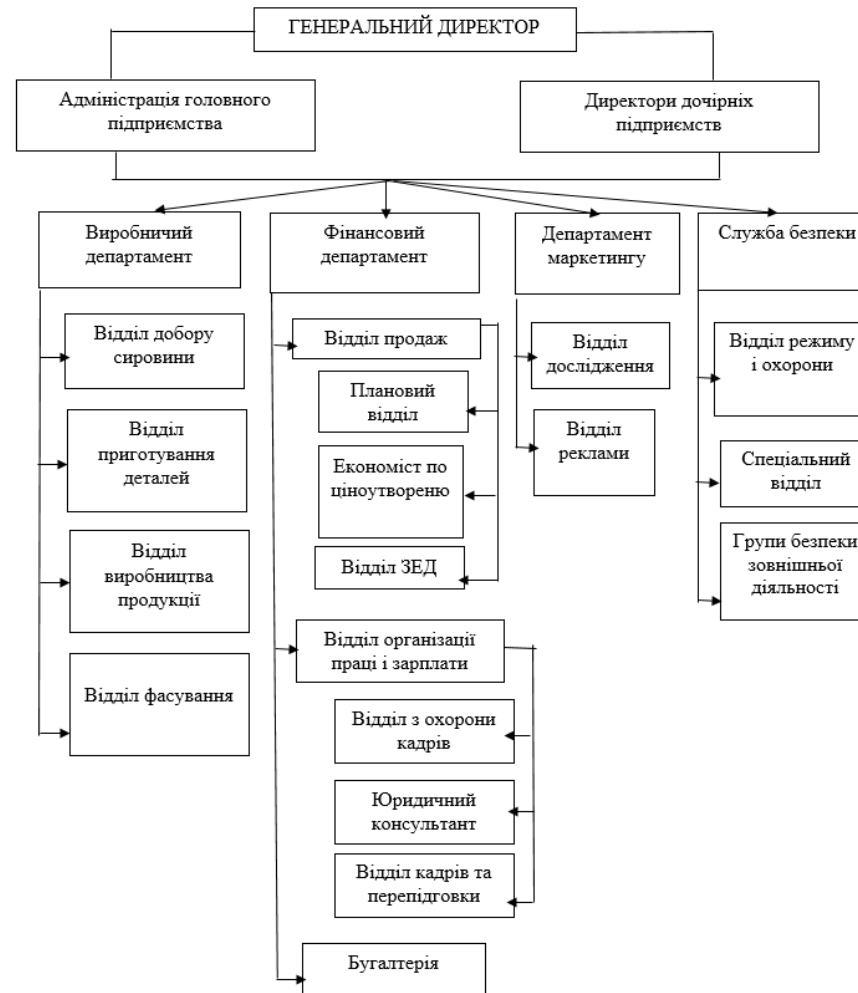 ГЕНЕРАЛЬНИЙ ДИРЕКТОР
Адміністрація головного
підприємства
Директори дочірніх
підприємств
Виробничий
департамент
Фінансовий
департамент
Департамент
маркетингу
Служба безпеки
Відділ добору
сировини
Відділ
приготування
деталей
Відділ
виробництва
продукції
Відділ фасування
Відділ продаж
Плановий
відділ
Економіст по
ціноутвореню
Відділ ЗЕД
Відділ організації
праці і зарплати
Відділ з охорони
кадрів
Юридичний
консультант
Відділ кадрів та
перепідговки
Бугалтерія
Відділ
дослідження
Відділ
реклами
Відділ режиму
і охорони
Спеціальний
відділ
Групи безпеки
зовнішньої
діяльності